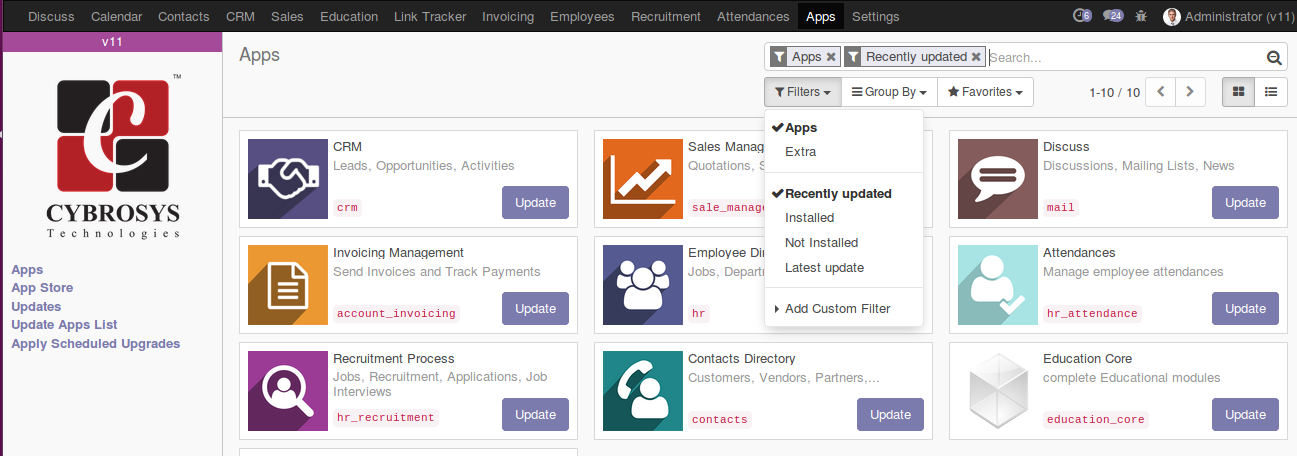 Discuss Calendar Contacts CRM Sales Education Link Tracker Invoicing Employees Recruitment Attendances Apps Settings 6 24 Administrator (v11)
v11
C
TM
CYBROSYS
Technologies
Apps
App Store
Updates
Update Apps List
Apply Scheduled Upgrades
Apps
Apps Recently updated Search...
Filters Group By Favorites 1-10 / 10
Apps
Extra
Recently updated
Installed
Not Installed
Latest update
Add Custom Filter
CRM
Leads, Opportunities, Activities
crm Update
Sales Manag
Quotations, S
sale_manage
Discuss
Discussions, Mailing Lists, News
mail Update
Invoicing Management
Send Invoices and Track Payments
account_invoicing Update
Employee Dir
Jobs, Depart
hr
Attendances
Manage employee attendances
hr_attendance Update
Recruitment Process
Jobs, Recruitment, Applications, Job
Interviews
hr_recruitment Update
Contacts Directory
Customers, Vendors, Partners,...
contacts Update
Education Core
complete Educational modules
education_core Update